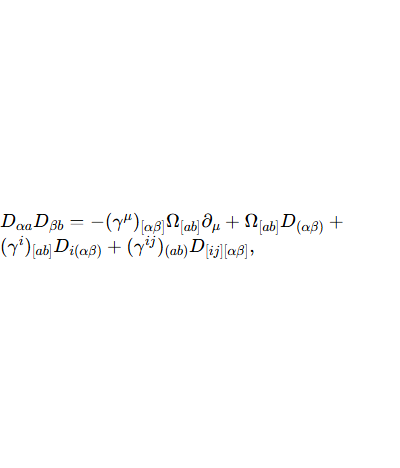 $D_{\alpha a}D_{\beta b} = -(\gamma^{\mu})_{[\alpha\beta]}\Omega_{[ab]}\partial_{\mu} + \Omega_{[ab]}D_{(\alpha\beta)} +$
$(\gamma^{i})_{[ab]}D_{i(\alpha\beta)} + (\gamma^{ij})_{(ab)}D_{[ij][\alpha\beta]},$